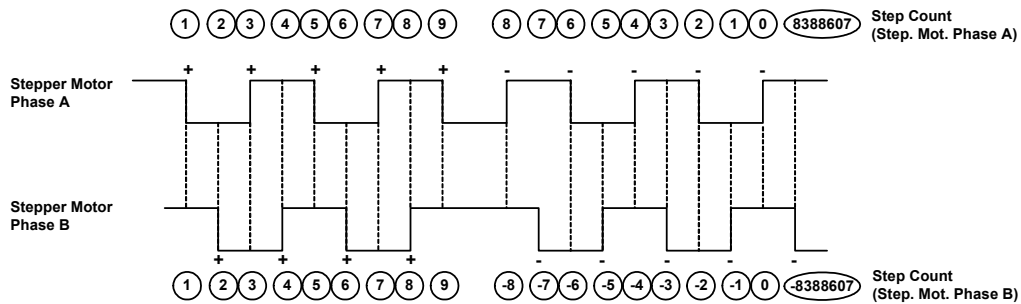 1 2 3 4 5 6 7 8 9 8 7 6 5 4 3 2 1 0 8388607 Step Count
(Step. Mot. Phase A)
+ + + + + - - - - -
Stepper Motor
Phase A
Stepper Motor
Phase B
+ + + + - - - - -
1 2 3 4 5 6 7 8 9 -8 -7 -6 -5 -4 -3 -2 -1 0 -8388607 Step Count
(Step. Mot. Phase B)